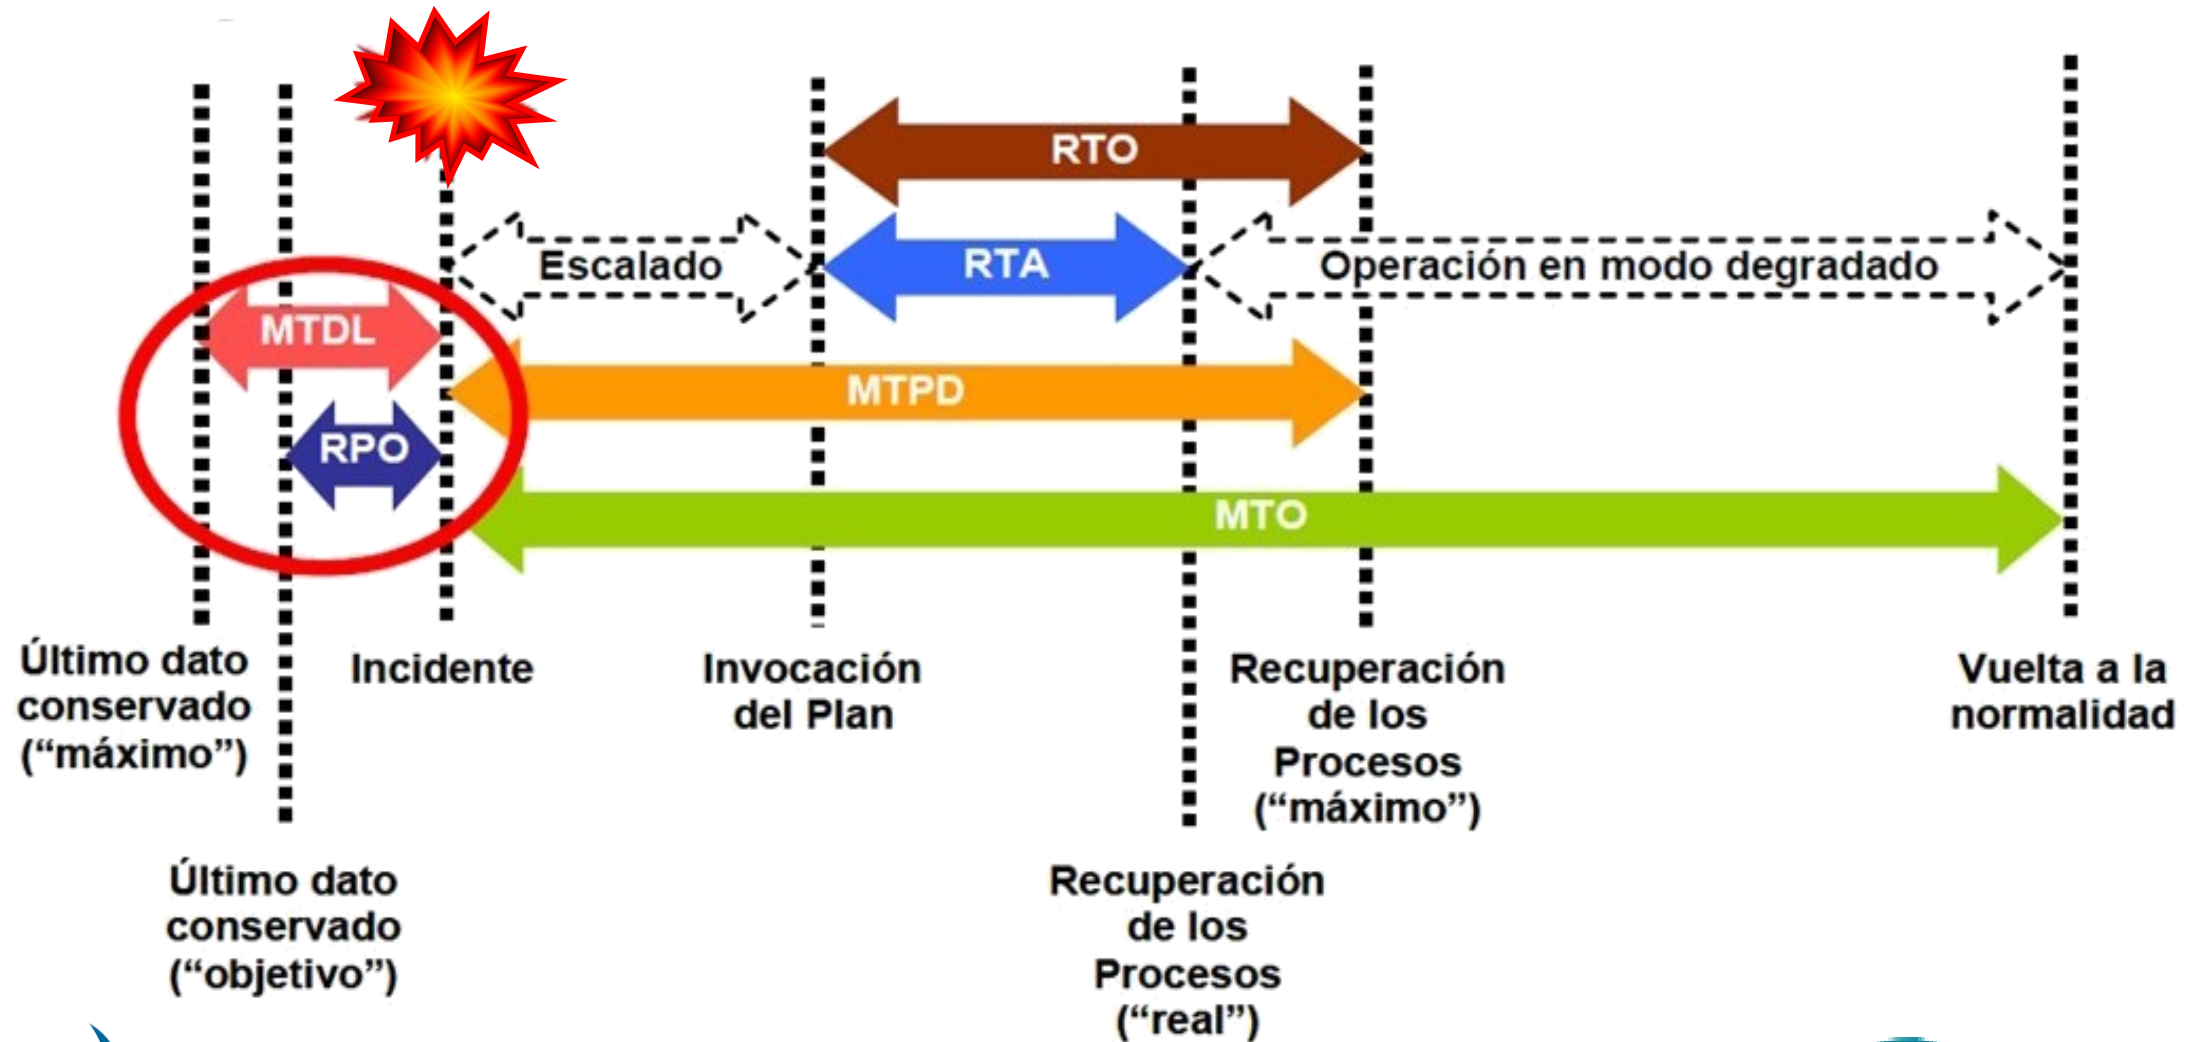 RTO
Escalado
RTA
Operación en modo degradado
MTDL
MTPD
RPO
MTO
Último dato
conservado
(“máximo”)
Incidente
Invocación
del Plan
Recuperación
de los
Procesos
(“máximo”)
Vuelta a la
normalidad
Último dato
conservado
(“objetivo”)
Recuperación
de los
Procesos
(“real”)